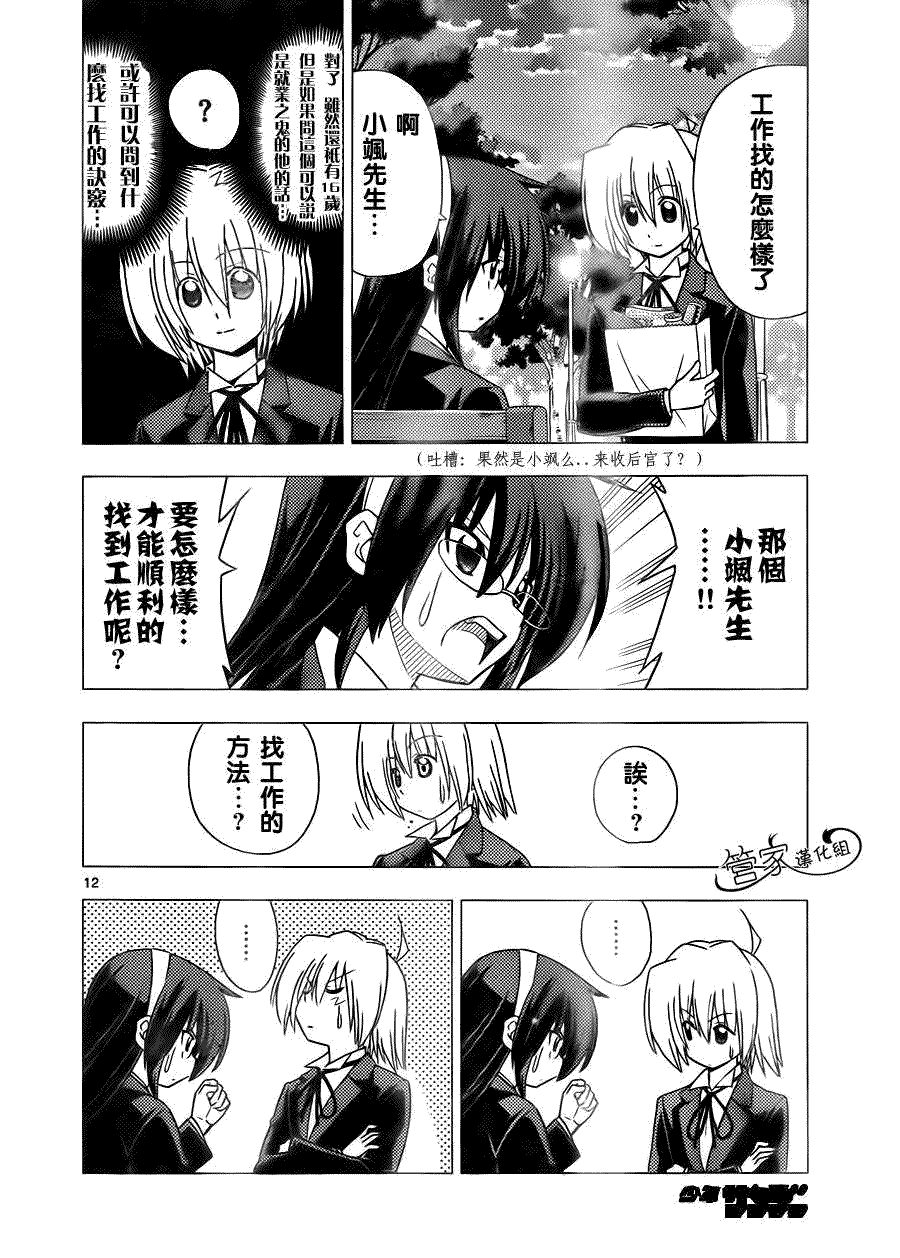 工作找的怎麼樣了
啊
小颯先生…
對了 雖然還衹有16歲
但是如果問這個可以說
是就業之鬼的他的話…
？
或許可以問到什
麼找工作的訣竅…
（吐槽：果然是小飒么..来收后宫了？）
那個
小颯先生
……!!
要怎麼樣…
才能順利的
找到工作呢？
誒…？
找工作的
方法…？
管家漢化組
12
……
……
少年